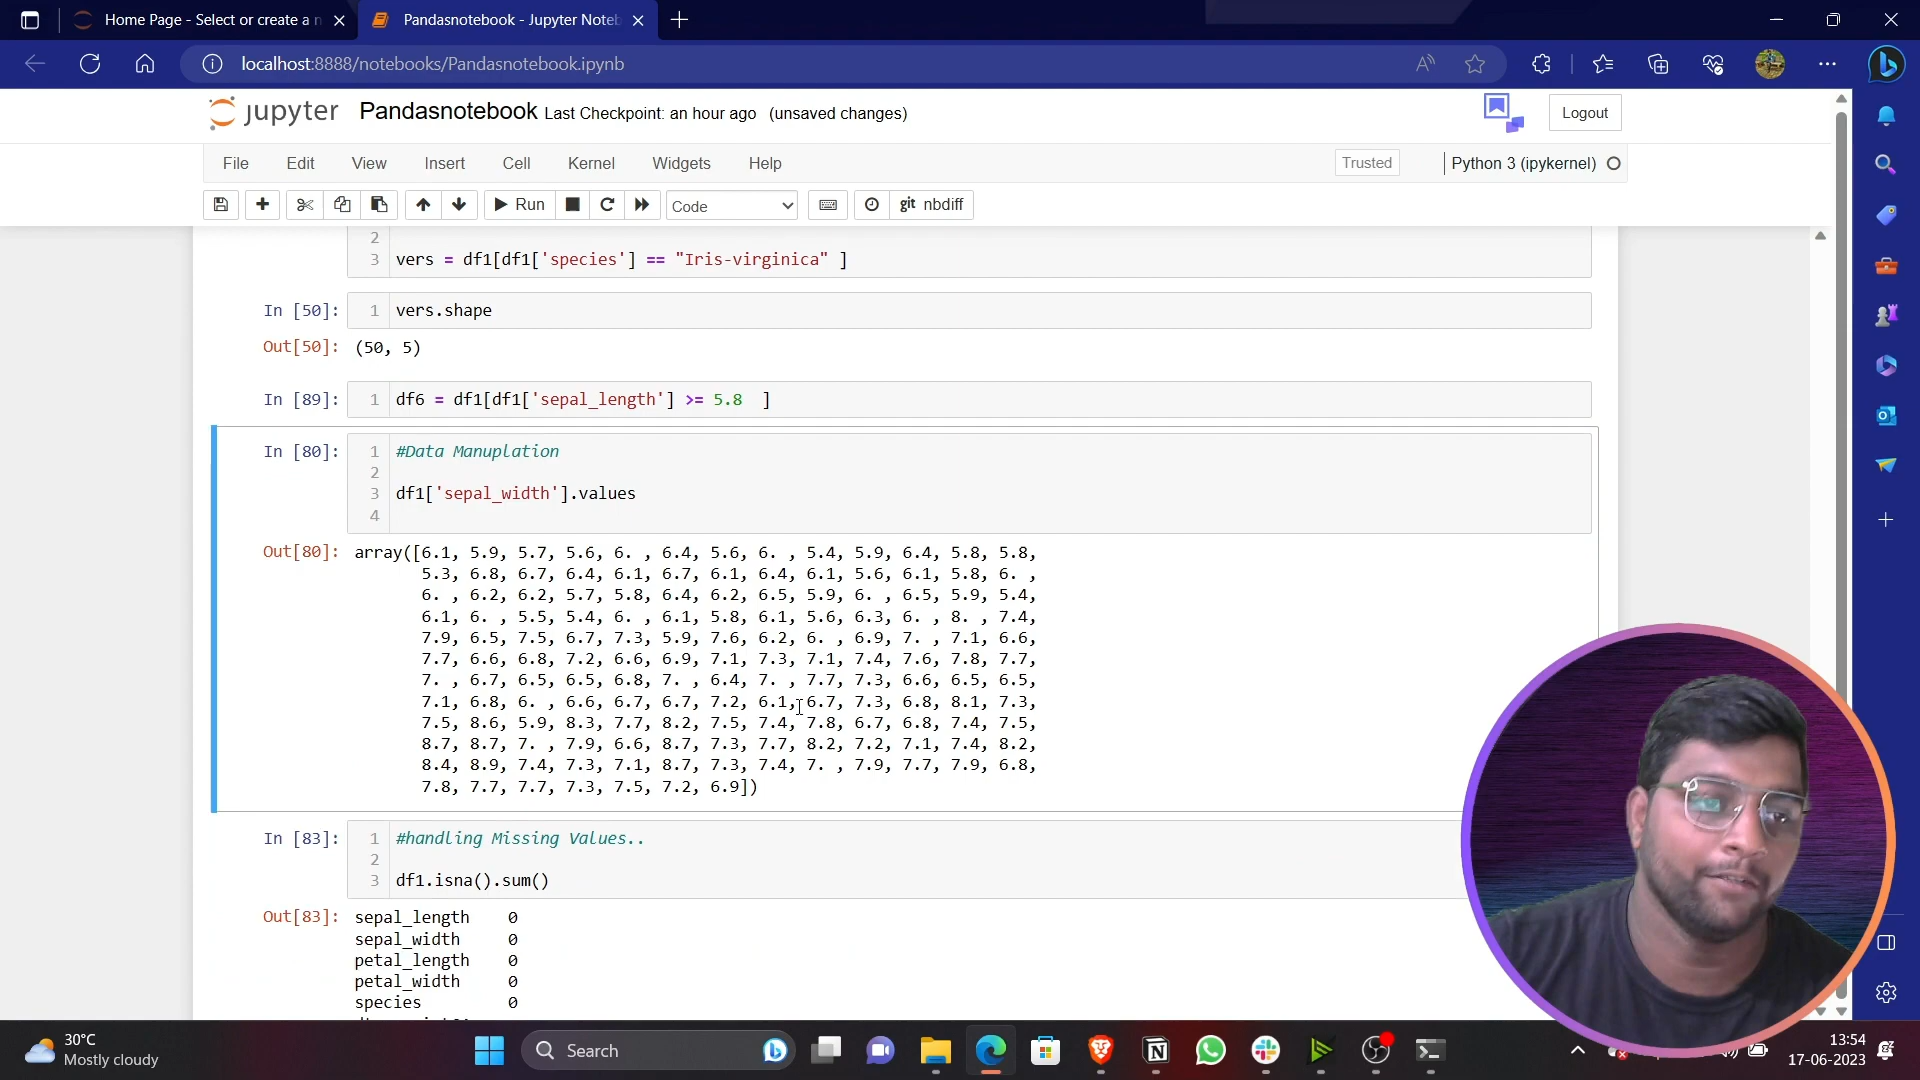 Home Page - Select or create a n
Pandasnotebook - Jupyter Noteb
localhost:8888/notebooks/Pandasnotebook.ipynb
jupyter Pandasnotebook Last Checkpoint: an hour ago (unsaved changes)
Logout
File Edit View Insert Cell Kernel Widgets Help
Trusted
Python 3 (ipykernel)
Run
Code
git nbdiff
2
3 vers = df1[df1['species'] == "Iris-virginica" ]
In [50]: 1 vers.shape
Out[50]: (50, 5)
In [89]: 1 df6 = df1[df1['sepal_length'] >= 5.8 ]
In [80]: 1 #Data Manuplation
2
3 df1['sepal_width'].values
4
Out[80]: array([6.1, 5.9, 5.7, 5.6, 6. , 6.4, 5.6, 6. , 5.4, 5.9, 6.4, 5.8, 5.8,
5.3, 6.8, 6.7, 6.4, 6.1, 6.7, 6.1, 6.4, 6.1, 5.6, 6.1, 5.8, 6. ,
6. , 6.2, 6.2, 5.7, 5.8, 6.4, 6.2, 6.5, 5.9, 6. , 6.5, 5.9, 5.4,
6.1, 6. , 5.5, 5.4, 6. , 6.1, 5.8, 6.1, 5.6, 6.3, 6. , 8. , 7.4,
7.9, 6.5, 7.5, 6.7, 7.3, 5.9, 7.6, 6.2, 6. , 6.9, 7. , 7.1, 6.6,
7.7, 6.6, 6.8, 7.2, 6.6, 6.9, 7.1, 7.3, 7.1, 7.4, 7.6, 7.8, 7.7,
7. , 6.7, 6.5, 6.5, 6.8, 7. , 6.4, 7. , 7.7, 7.3, 6.6, 6.5, 6.5,
7.1, 6.8, 6. , 6.6, 6.7, 6.7, 7.2, 6.1, 6.7, 7.3, 6.8, 8.1, 7.3,
7.5, 8.6, 5.9, 8.3, 7.7, 8.2, 7.5, 7.4, 7.8, 6.7, 6.8, 7.4, 7.5,
8.7, 8.7, 7. , 7.9, 6.6, 8.7, 7.3, 7.7, 8.2, 7.2, 7.1, 7.4, 8.2,
8.4, 8.9, 7.4, 7.3, 7.1, 8.7, 7.3, 7.4, 7. , 7.9, 7.7, 7.9, 6.8,
7.8, 7.7, 7.7, 7.3, 7.5, 7.2, 6.9])
In [83]: 1 #handling Missing Values..
2
3 df1.isna().sum()
Out[83]: sepal_length 0
sepal_width 0
petal_length 0
petal_width 0
species 0
30°C
Mostly cloudy
Search
13:54
17-06-2023